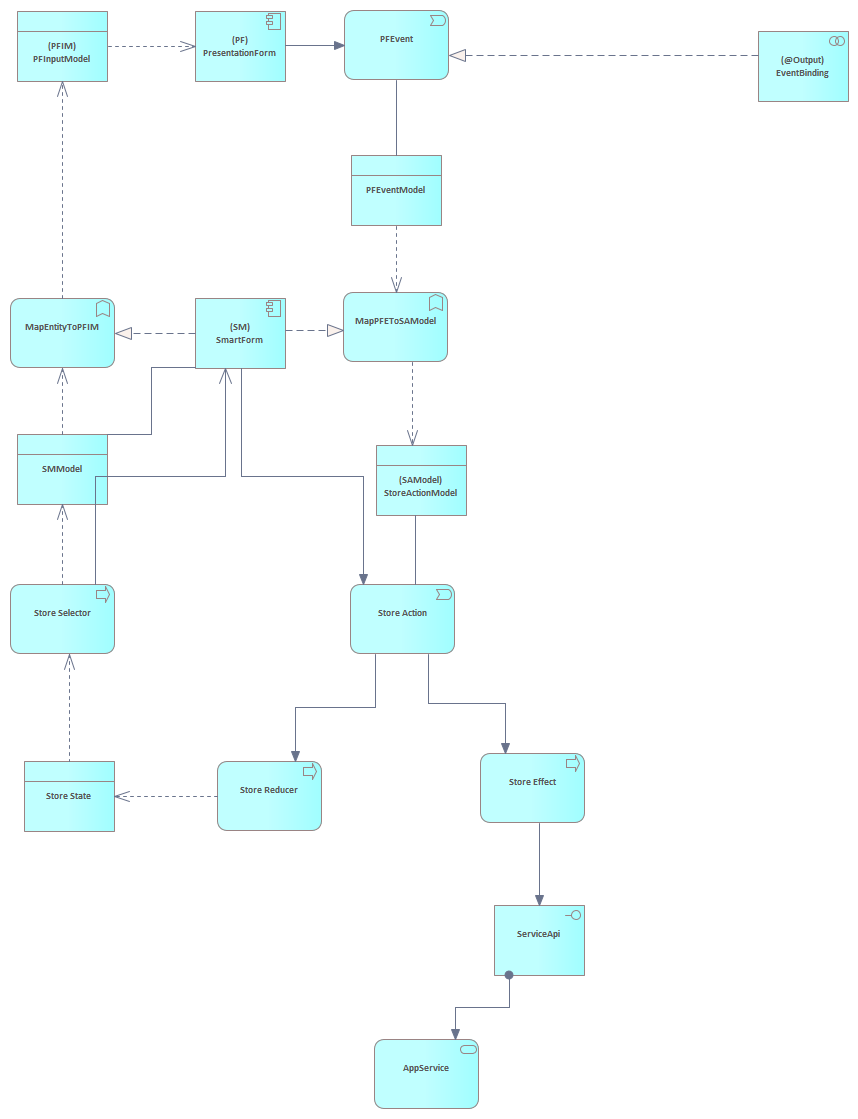 (PFIM)
PFInputModel
(PF)
PresentationForm
PFEvent
(@Output)
EventBinding
PFEventModel
MapEntityToPFIM
(SM)
SmartForm
MapPFEToSAModel
SMModel
(SAModel)
StoreActionModel
Store Selector
Store Action
Store State
Store Reducer
Store Effect
ServiceApi
AppService